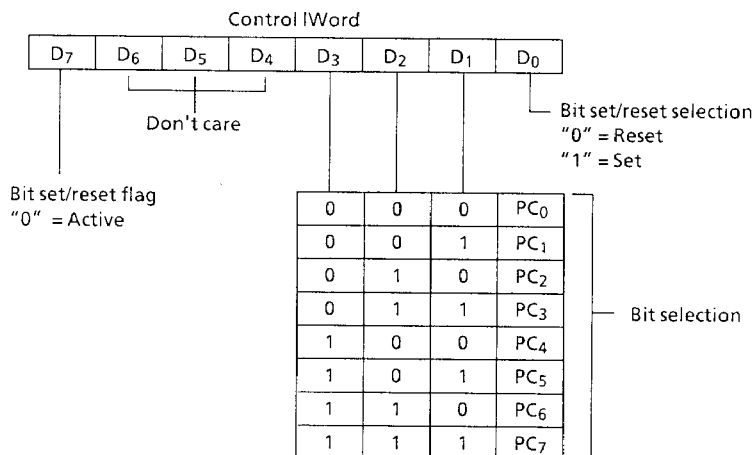 Control lWord
D7 D6 D5 D4 D3 D2 D1 D0
Don't care
Bit set/reset selection
"0" = Reset
"1" = Set
Bit set/reset flag
"0" = Active
0 0 0 PC0
0 0 1 PC1
0 1 0 PC2
0 1 1 PC3
1 0 0 PC4
1 0 1 PC5
1 1 0 PC6
1 1 1 PC7
Bit selection